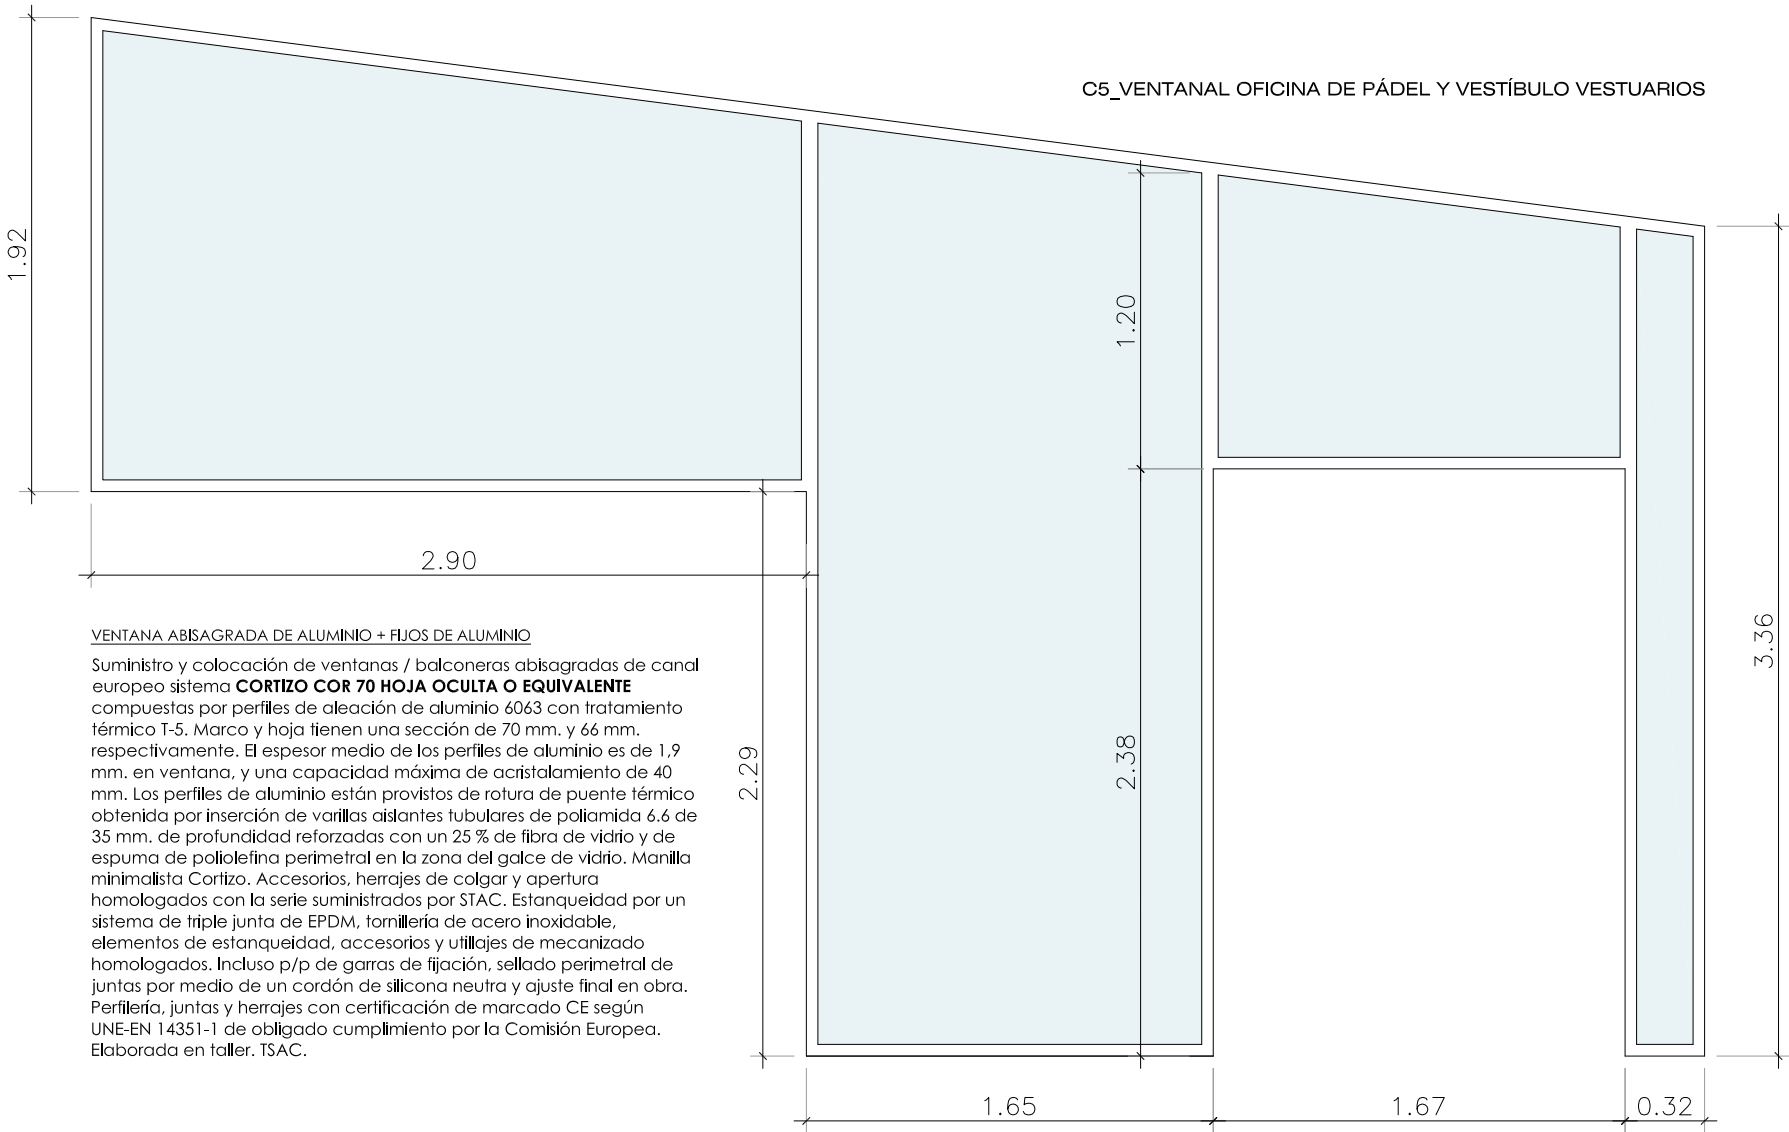 C5_VENTANAL OFICINA DE PÁDEL Y VESTÍBULO VESTUARIOS
1.92
1.20
2.90
3.36
2.29
2.38
VENTANA ABISAGRADA DE ALUMINIO + FIJOS DE ALUMINIO
Suministro y colocación de ventanas / balconeras abisagradas de canal
europeo sistema CORTIZO COR 70 HOJA OCULTA O EQUIVALENTE
compuestas por perfiles de aleación de aluminio 6063 con tratamiento
térmico T-5. Marco y hoja tienen una sección de 70 mm. y 66 mm.
respectivamente. El espesor medio de los perfiles de aluminio es de 1,9
mm. en ventana, y una capacidad máxima de acristalamiento de 40
mm. Los perfiles de aluminio están provistos de rotura de puente térmico
obtenida por inserción de varillas aislantes tubulares de poliamida 6.6 de
35 mm. de profundidad reforzadas con un 25 % de fibra de vidrio y de
espuma de poliolefina perimetral en la zona del galce de vidrio. Manilla
minimalista Cortizo. Accesorios, herrajes de colgar y apertura
homologados con la serie suministrados por STAC. Estanqueidad por un
sistema de triple junta de EPDM, tornillería de acero inoxidable,
elementos de estanqueidad, accesorios y utillajes de mecanizado
homologados. Incluso p/p de garras de fijación, sellado perimetral de
juntas por medio de un cordón de silicona neutra y ajuste final en obra.
Perfilería, juntas y herrajes con certificación de marcado CE según
UNE-EN 14351-1 de obligado cumplimiento por la Comisión Europea.
Elaborada en taller. TSAC.
1.65
1.67
0.32